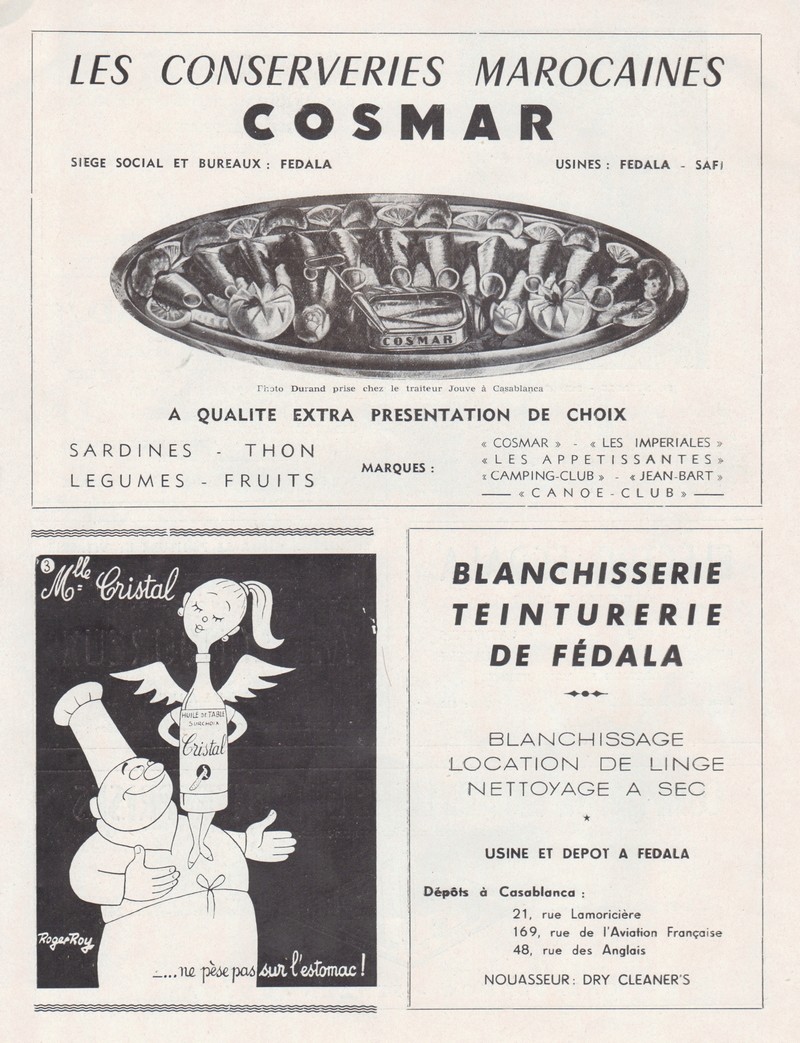 LES CONSERVERIES MAROCAINES
COSMAR
SIEGE SOCIAL ET BUREAUX : FEDALA
USINES : FEDALA - SAFI
COSMAR
Photo Durand prise chez le traiteur Jouve à Casablanca
A QUALITE EXTRA PRESENTATION DE CHOIX
SARDINES - THON
LEGUMES - FRUITS
MARQUES :
« COSMAR » - « LES IMPERIALES »
« LES APPETISSANTES »
« CAMPING-CLUB » - « JEAN-BART »
« CANOE-CLUB »
3
Mlle Cristal
HUILE DE TABLE
SURCHOIX
Cristal
RogerRoy
....ne pèse pas sur l'estomac !
BLANCHISSERIE
TEINTURERIE
DE FÉDALA
BLANCHISSAGE
LOCATION DE LINGE
NETTOYAGE A SEC
USINE ET DEPOT A FEDALA
Dépôts à Casablanca :
21, rue Lamoricière
169, rue de l'Aviation Française
48, rue des Anglais
NOUASSEUR : DRY CLEANER'S